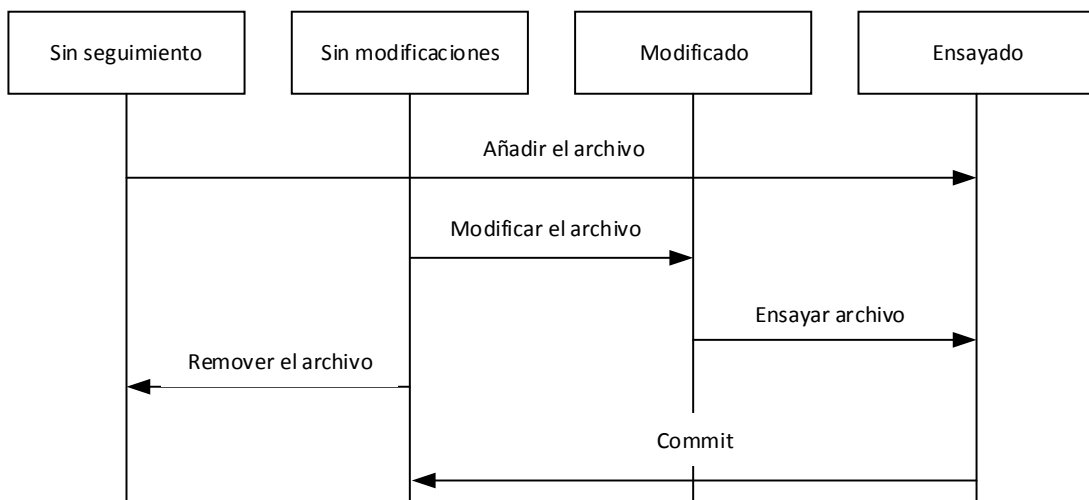 Sin seguimiento
Sin modificaciones
Modificado
Ensayado
Añadir el archivo
Modificar el archivo
Ensayar archivo
Remover el archivo
Commit